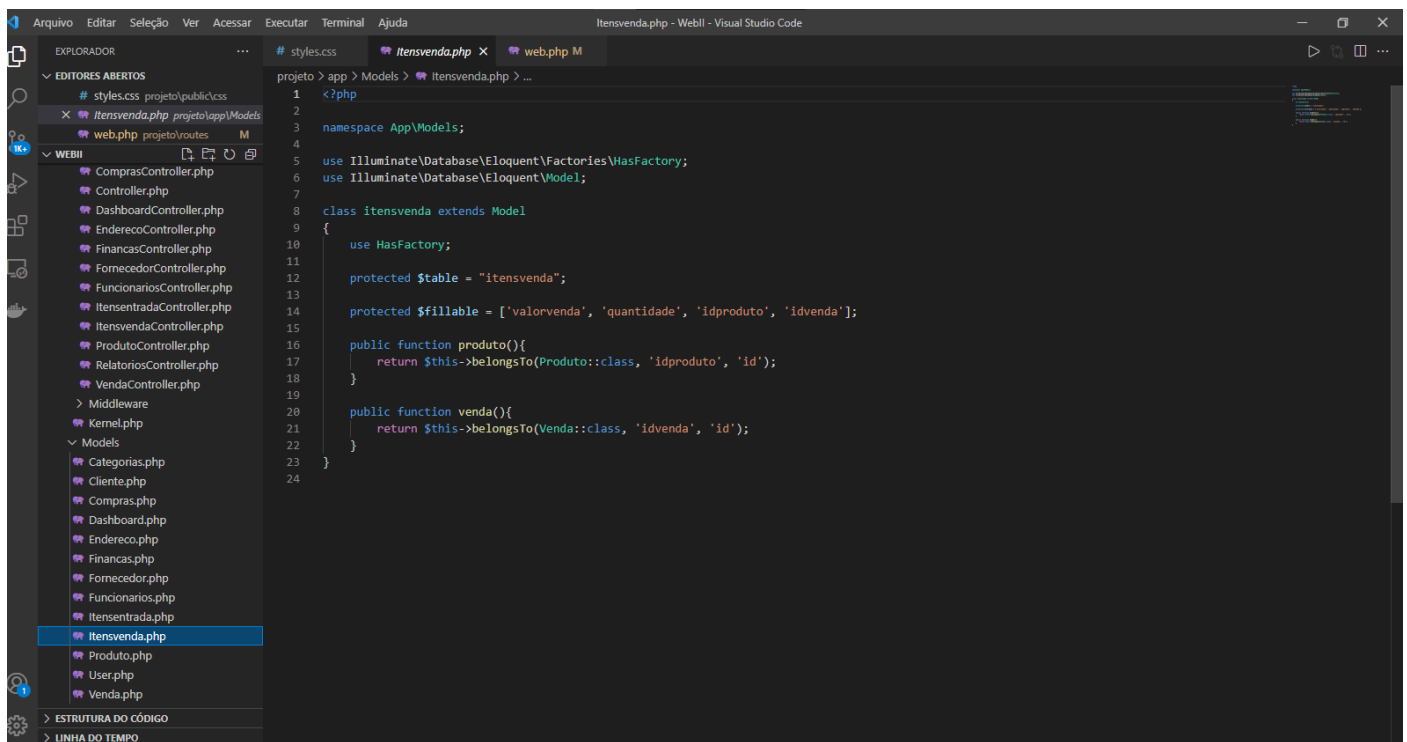 Arquivo Editar Seleção Ver Acessar Executar Terminal Ajuda
Itensvenda.php - WebII - Visual Studio Code
EXPLORADOR
# styles.css
Itensvenda.php
web.php M
EDITORES ABERTOS
# styles.css projeto\public\css
Itensvenda.php projeto\app\Models
web.php projeto\routes M
WEBII
ComprasController.php
Controller.php
DashboardController.php
EnderecoController.php
FinancasController.php
FornecedorController.php
FuncionariosController.php
ItensentradaController.php
ItensvendaController.php
ProdutoController.php
RelatoriosController.php
VendaController.php
> Middleware
Kernel.php
Models
Categorias.php
Cliente.php
Compras.php
Dashboard.php
Endereco.php
Financas.php
Fornecedor.php
Funcionarios.php
Itensentrada.php
Itensvenda.php
Produto.php
User.php
Venda.php
> ESTRUTURA DO CÓDIGO
> LINHA DO TEMPO
1K+
1
projeto > app > Models > Itensvenda.php > ...
1 <?php
2
3 namespace App\Models;
4
5 use Illuminate\Database\Eloquent\Factories\HasFactory;
6 use Illuminate\Database\Eloquent\Model;
7
8 class itensvenda extends Model
9 {
10 use HasFactory;
11
12 protected $table = "itensvenda";
13
14 protected $fillable = ['valorvenda', 'quantidade', 'idproduto', 'idvenda'];
15
16 public function produto(){
17 return $this->belongsTo(Produto::class, 'idproduto', 'id');
18 }
19
20 public function venda(){
21 return $this->belongsTo(Venda::class, 'idvenda', 'id');
22 }
23 }
24